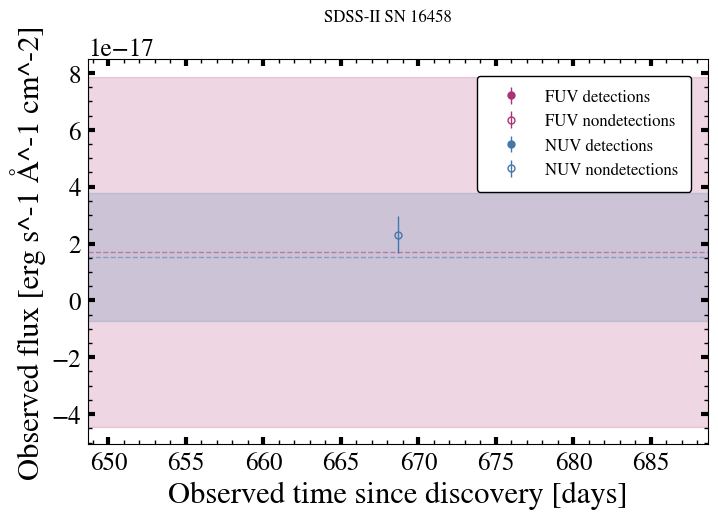 SDSS-II SN 16458
1e−17
Observed flux [erg s^-1 Å^-1 cm^-2]
8
6
4
2
0
−2
−4
FUV detections
FUV nondetections
NUV detections
NUV nondetections
650 655 660 665 670 675 680 685
Observed time since discovery [days]